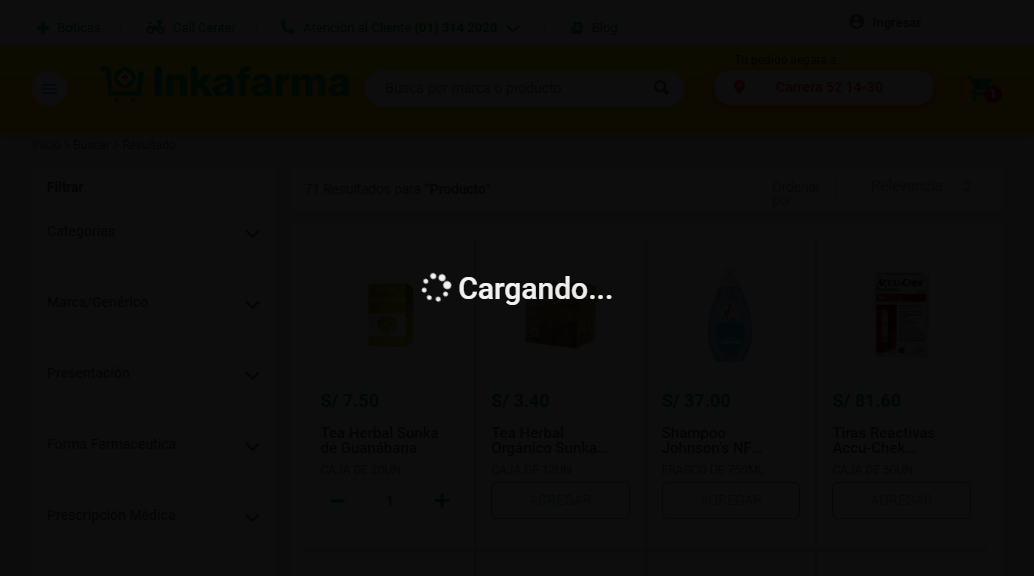 Boticas
Call Center
Atención al Cliente (01) 314 2020
Blog
Ingresar
Inkafarma
Busca por marca o producto
Tu pedido llegará a
Carrera 52 14-30
1
Inicio > Buscar > Resultado
Filtrar
71 Resultados para "Producto"
Ordenar
por
Relevancia
Categorías
Marca/Genérico
Presentación
Forma Farmaceutica
Prescripción Médica
Cargando...
ACCU-CHEK
S/ 7.50
Tea Herbal Sunka
de Guanábana
CAJA DE 20UN
1
S/ 3.40
Tea Herbal
Orgánico Sunka...
CAJA DE 12UN
AGREGAR
S/ 37.00
Shampoo
Johnson's NF...
FRASCO DE 750ML
AGREGAR
S/ 81.60
Tiras Reactivas
Accu-Chek...
CAJA DE 50UN
AGREGAR